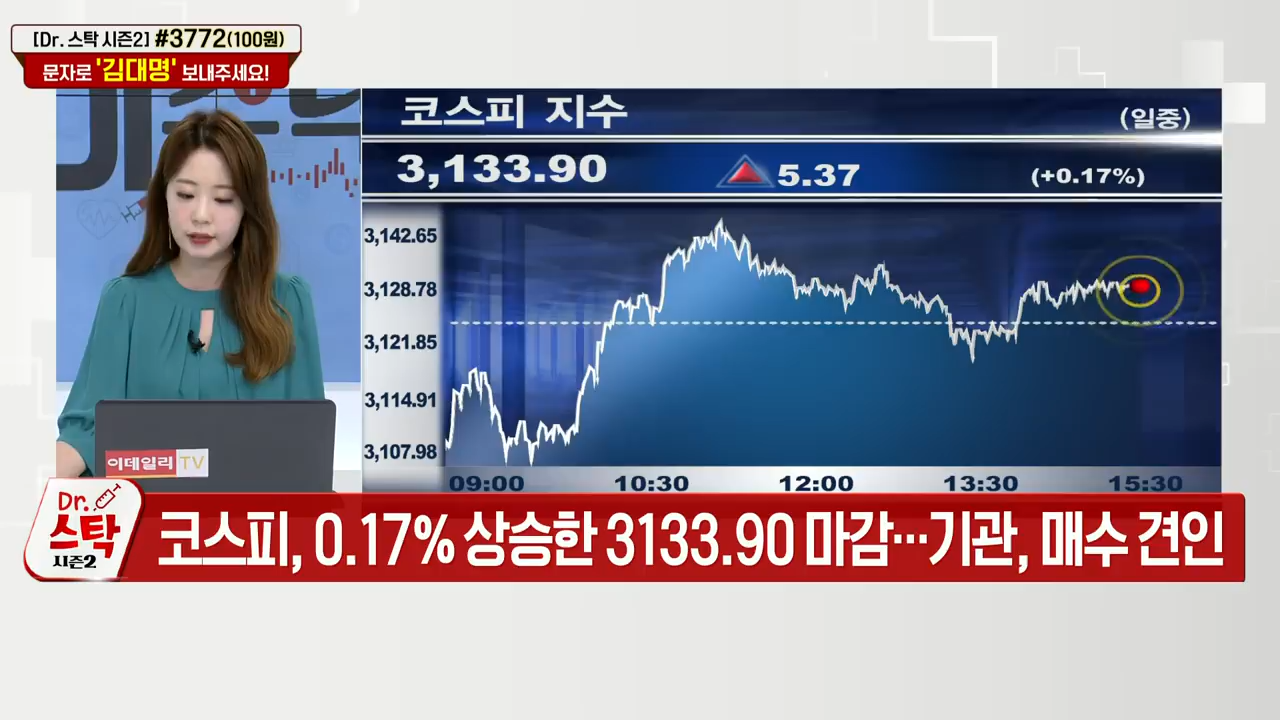 [Dr. 스탁 시즌2] #3772(100원)
문자로 '김대명' 보내주세요!
코스피 지수
(일중)
3,133.90 ▲ 5.37 (+0.17%)
3,142.65
3,128.78
3,121.85
3,114.91
3,107.98
09:00 10:30 12:00 13:30 15:30
이데일리 TV
Dr.
스탁
시즌2
코스피, 0.17% 상승한 3133.90 마감…기관, 매수 견인